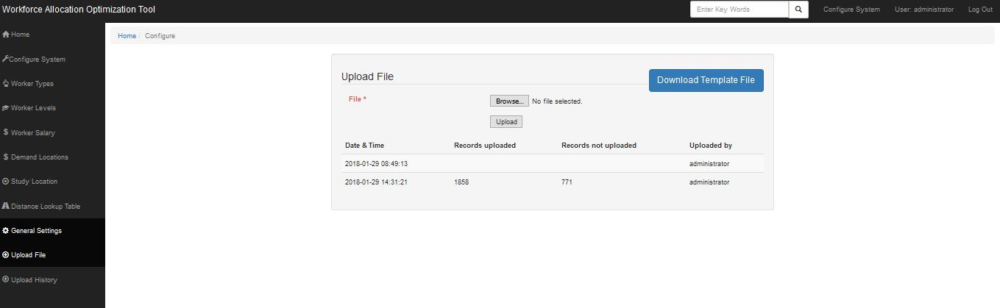 Workforce Allocation Optimization Tool
Enter Key Words
Configure System
User: administrator
Log Out
Home
Configure System
Worker Types
Worker Levels
Worker Salary
Demand Locations
Study Location
Distance Lookup Table
General Settings
Upload File
Upload History
Home / Configure
Upload File
Download Template File
File *
Browse... No file selected.
Upload
Date & Time Records uploaded Records not uploaded Uploaded by
2018-01-29 08:49:13 administrator
2018-01-29 14:31:21 1858 771 administrator